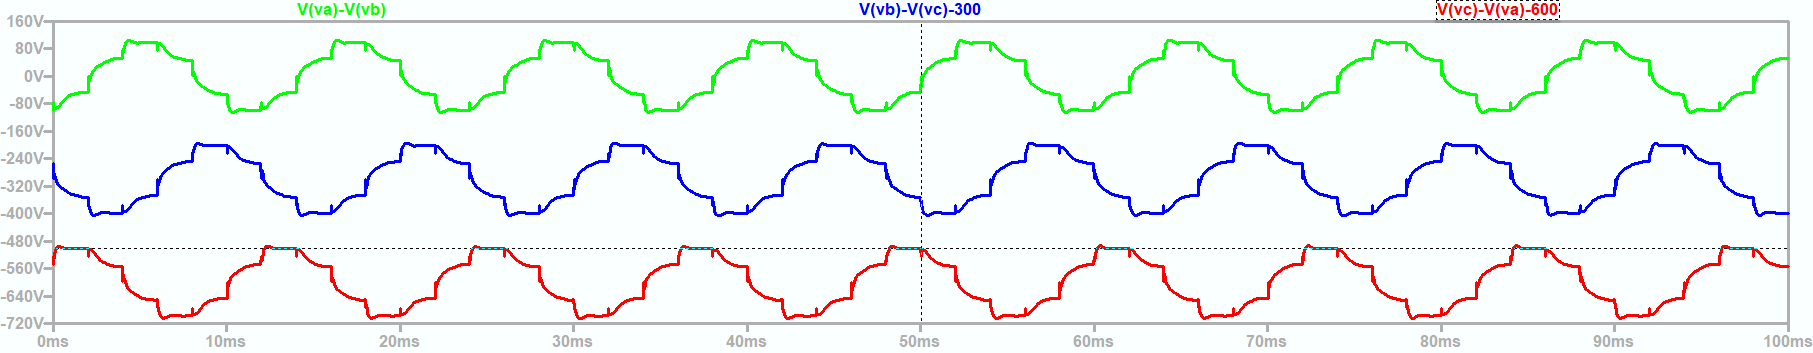 V(va)-V(vb) V(vb)-V(vc)-300 V(vc)-V(va)-600
160V
80V
0V
-80V
-160V
-240V
-320V
-400V
-480V
-560V
-640V
-720V
0ms 10ms 20ms 30ms 40ms 50ms 60ms 70ms 80ms 90ms 100ms